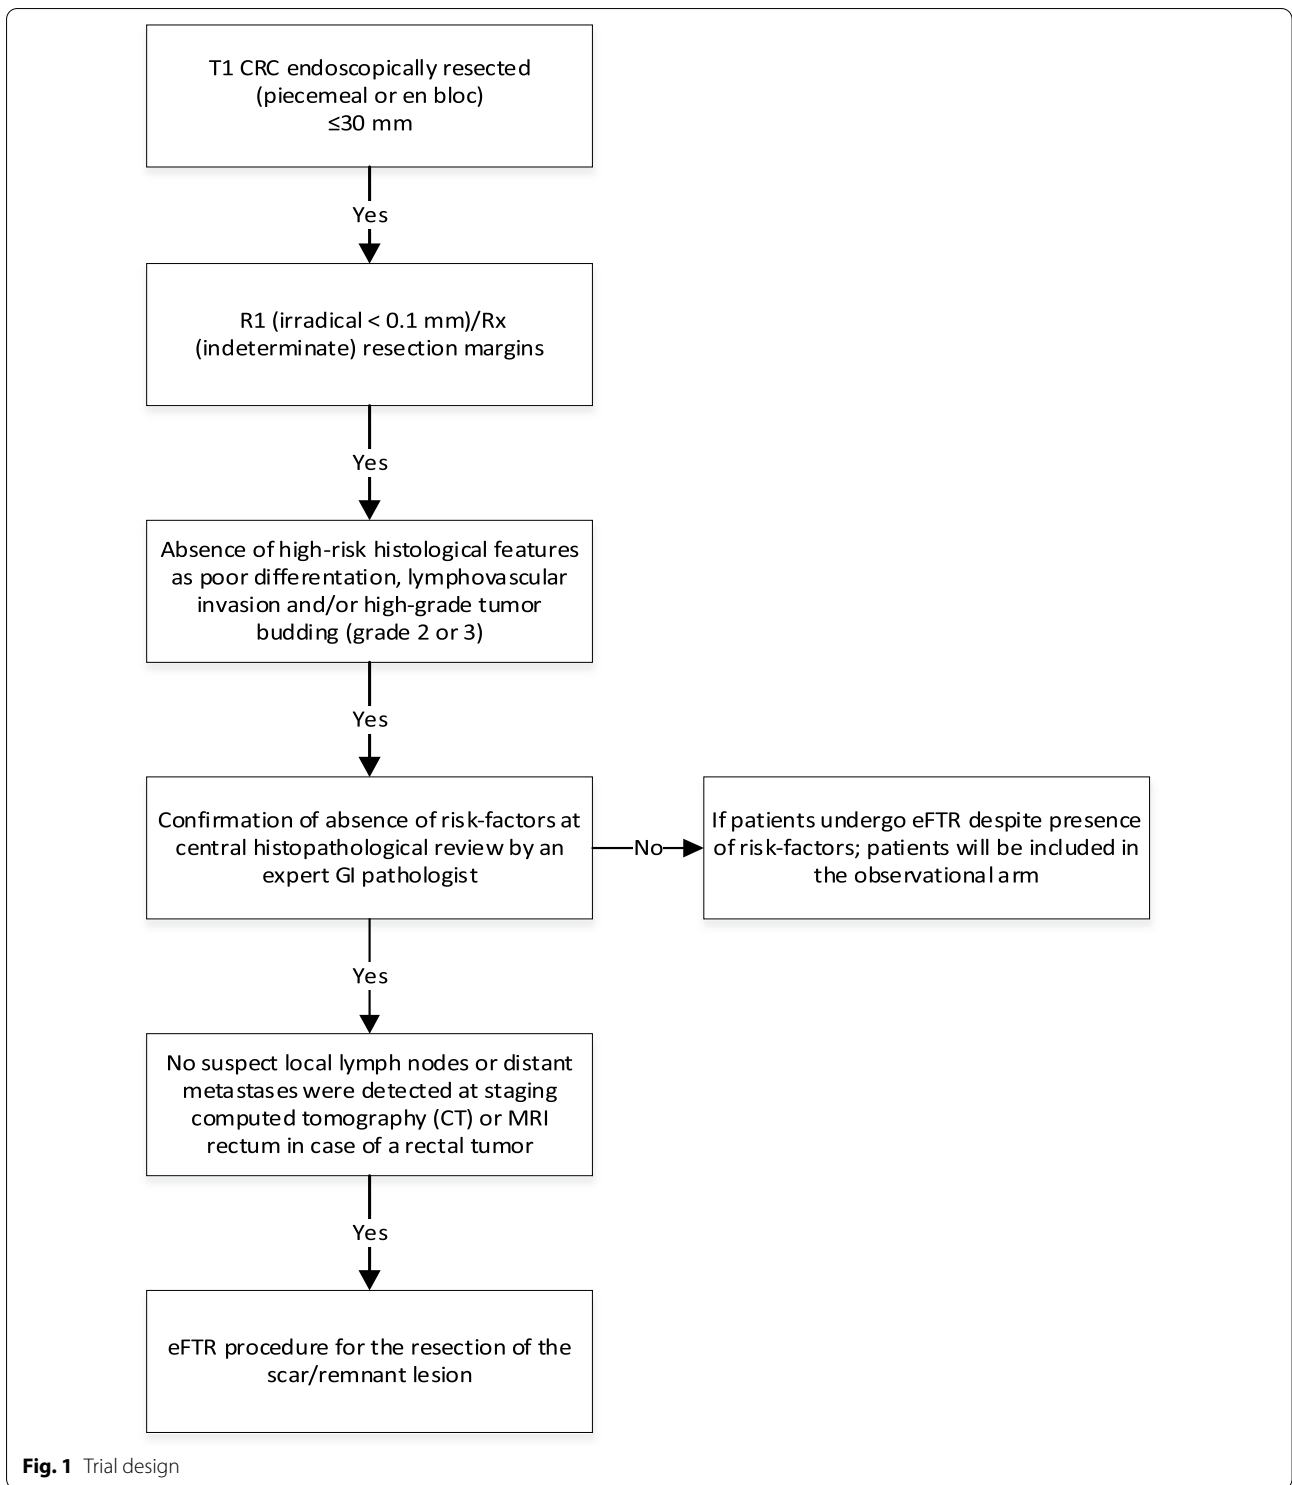 T1 CRC endoscopically resected
(piecemeal or en bloc)
≤30 mm
Yes
R1 (irradical < 0.1 mm)/Rx
(indeterminate) resection margins
Yes
Absence of high-risk histological features
as poor differentation, lymphovascular
invasion and/or high-grade tumor
budding (grade 2 or 3)
Yes
Confirmation of absence of risk-factors at
central histopathological review by an
expert GI pathologist
No
If patients undergo eFTR despite presence
of risk-factors; patients will be included in
the observational arm
Yes
No suspect local lymph nodes or distant
metastases were detected at staging
computed tomography (CT) or MRI
rectum in case of a rectal tumor
Yes
eFTR procedure for the resection of the
scar/remnant lesion
Fig. 1 Trial design